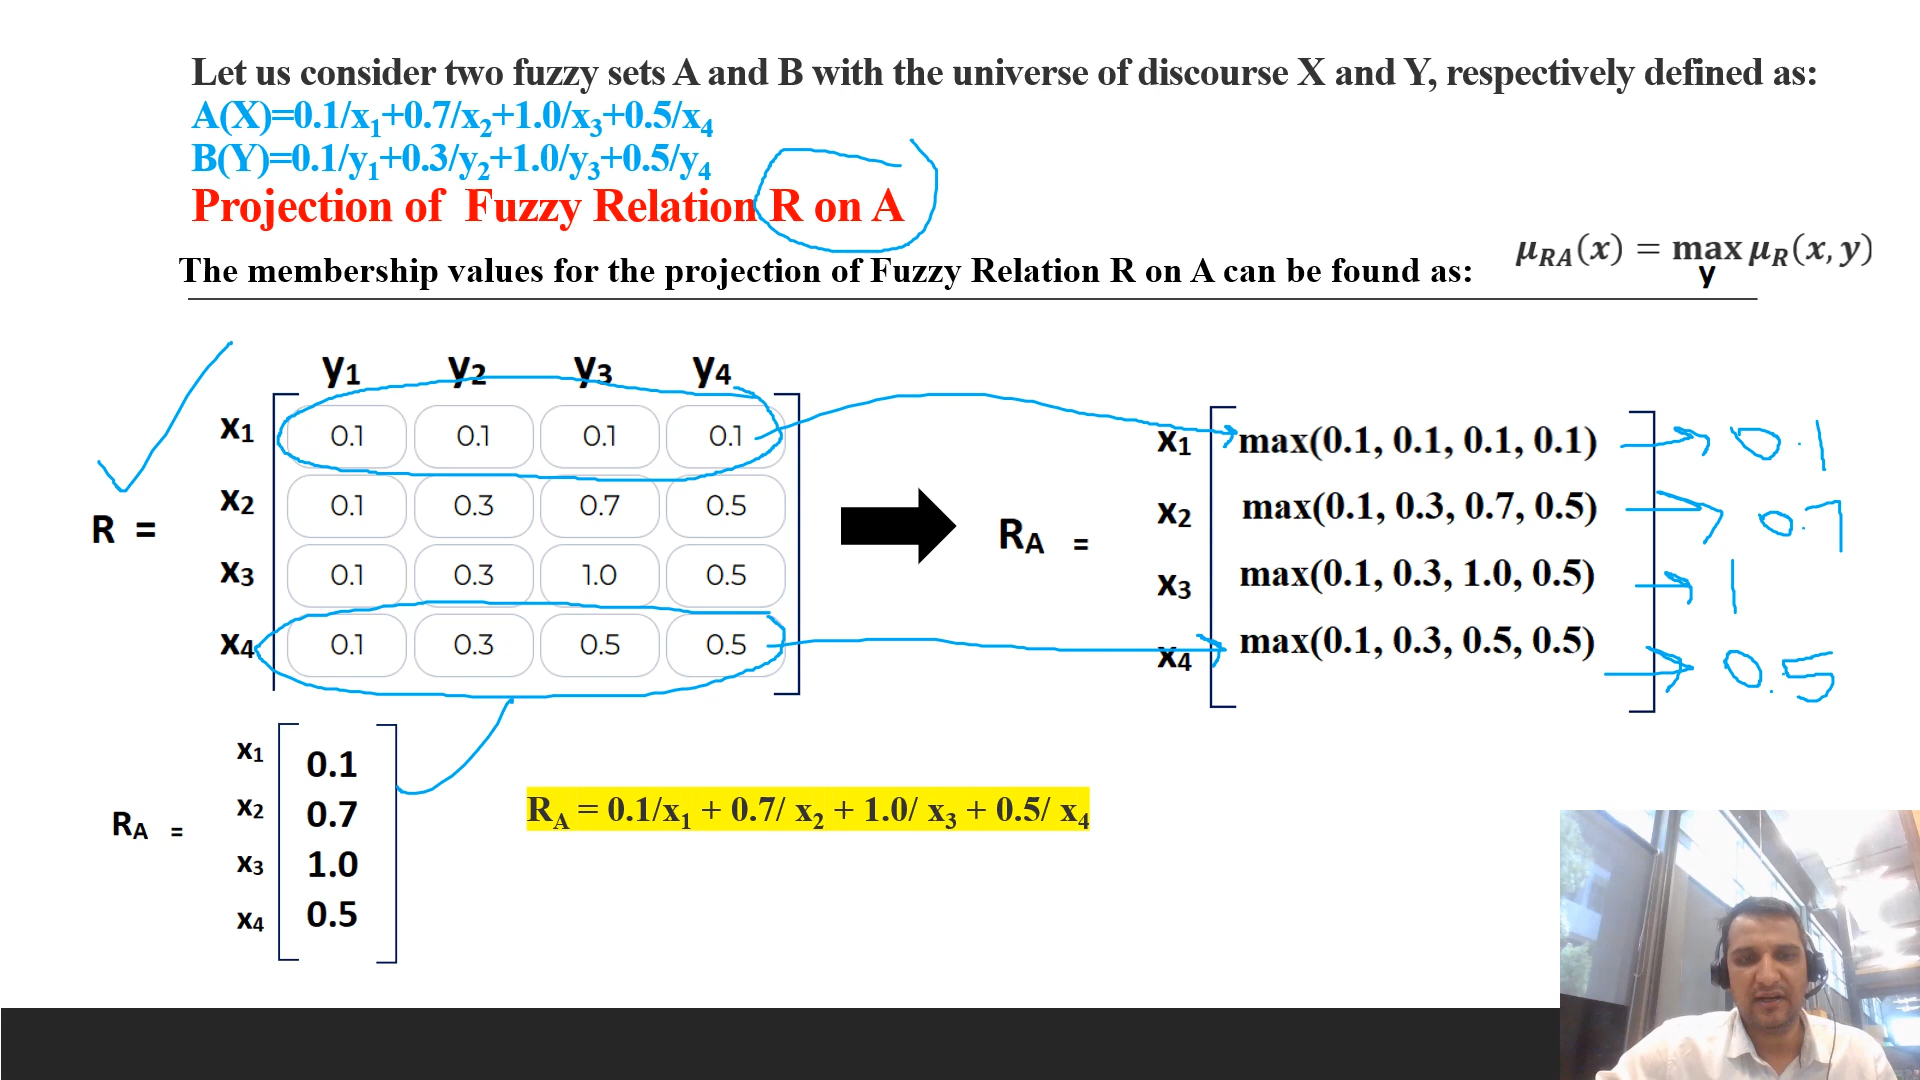 Let us consider two fuzzy sets A and B with the universe of discourse X and Y, respectively defined as:
A(X)=0.1/x₁+0.7/x₂+1.0/x₃+0.5/x₄
B(Y)=0.1/y₁+0.3/y₂+1.0/y₃+0.5/y₄
Projection of Fuzzy Relation R on A
The membership values for the projection of Fuzzy Relation R on A can be found as:
μRA(x) = max μR(x, y)
y
y₁ y₂ y₃ y₄
x₁ 0.1 0.1 0.1 0.1
x₂ 0.1 0.3 0.7 0.5
R =
x₃ 0.1 0.3 1.0 0.5
x₄ 0.1 0.3 0.5 0.5
x₁ max(0.1, 0.1, 0.1, 0.1) 0.1
x₂ max(0.1, 0.3, 0.7, 0.5) 0.7
RA =
x₃ max(0.1, 0.3, 1.0, 0.5) 1
x₄ max(0.1, 0.3, 0.5, 0.5) 0.5
x₁ 0.1
x₂ 0.7
RA =
x₃ 1.0
x₄ 0.5
RA = 0.1/x₁ + 0.7/ x₂ + 1.0/ x₃ + 0.5/ x₄